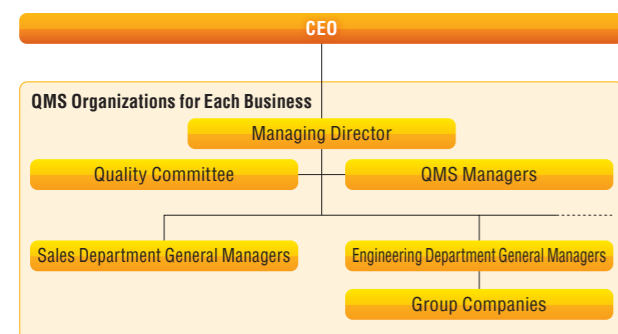 CEO
QMS Organizations for Each Business
Managing Director
Quality Committee
QMS Managers
Sales Department General Managers
Engineering Department General Managers
Group Companies